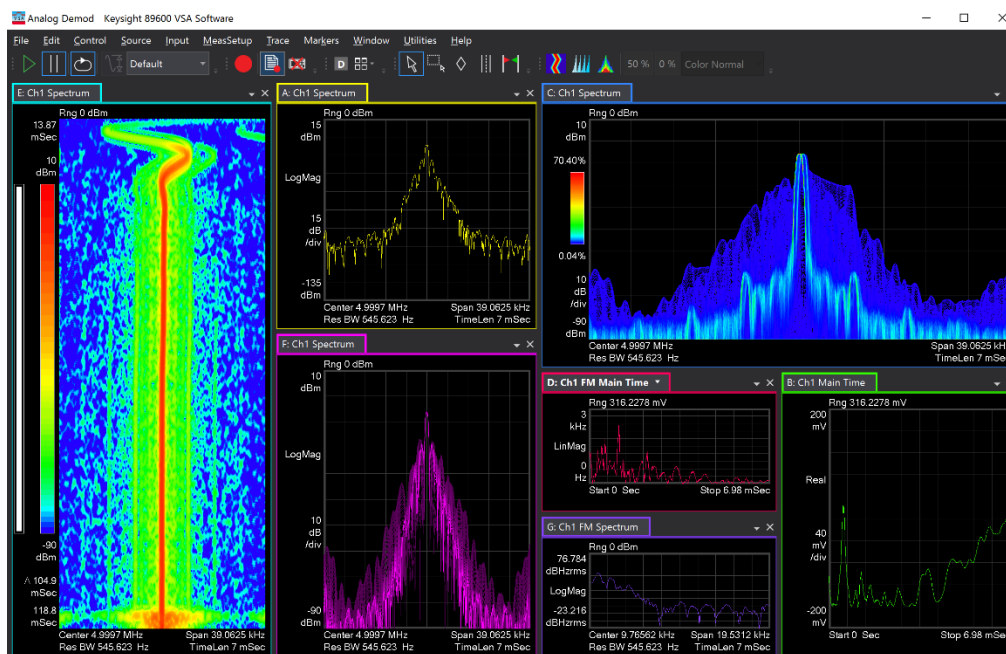 Analog Demod Keysight 89600 VSA Software
File Edit Control Source Input MeasSetup Trace Markers Window Utilities Help
Default
D
50 % 0 % Color Normal
E: Ch1 Spectrum
Rng 0 dBm
13.87
mSec
10
dBm
-90
dBm
Λ 104.9
mSec
118.8
mSec
Center 4.9997 MHz Span 39.0625 kHz
Res BW 545.623 Hz TimeLen 7 mSec
A: Ch1 Spectrum
Rng 0 dBm
15
dBm
LogMag
15
dB
/div
-135
dBm
Center 4.9997 MHz Span 39.0625 kHz
Res BW 545.623 Hz TimeLen 7 mSec
C: Ch1 Spectrum
Rng 0 dBm
10
dBm
70.40%
0.04%
10
dB
/div
-90
dBm
Center 4.9997 MHz Span 39.0625 kHz
Res BW 545.623 Hz TimeLen 7 mSec
F: Ch1 Spectrum
Rng 0 dBm
10
dBm
LogMag
10
dB
/div
-90
dBm
Center 4.9997 MHz Span 39.0625 kHz
Res BW 545.623 Hz TimeLen 7 mSec
D: Ch1 FM Main Time
Rng 316.2278 mV
3
kHz
LinMag
0
Hz
Start 0 Sec Stop 6.98 mSec
B: Ch1 Main Time
Rng 316.2278 mV
200
mV
Real
40
mV
/div
-200
mV
Start 0 Sec Stop 6.98 mSec
G: Ch1 FM Spectrum
Rng 0 dBm
76.784
dBHzrms
LogMag
-23.216
dBHzrms
Center 9.76562 kHz Span 19.5312 kHz
Res BW 545.623 Hz TimeLen 7 mSec